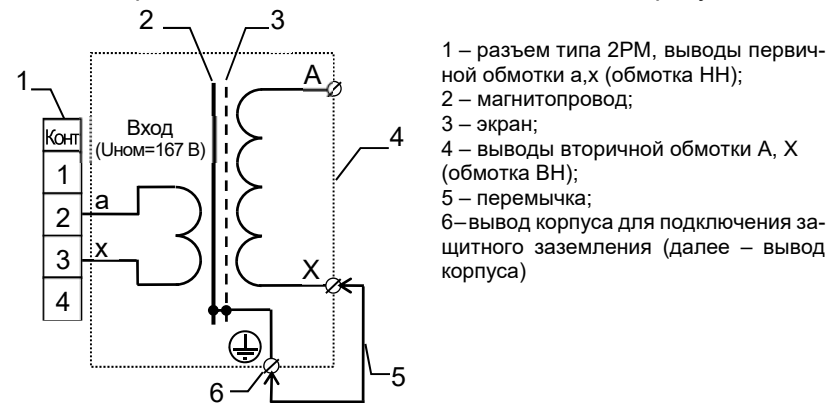 2
3
1
A
Конт
Вход
(Uном=167 В)
4
1
2
a
3
x
X
4
5
6
1 – разъем типа 2РМ, выводы первич-
ной обмотки а,х (обмотка НН);
2 – магнитопровод;
3 – экран;
4 – выводы вторичной обмотки А, Х
(обмотка ВН);
5 – перемычка;
6–вывод корпуса для подключения за-
щитного заземления (далее – вывод
корпуса)